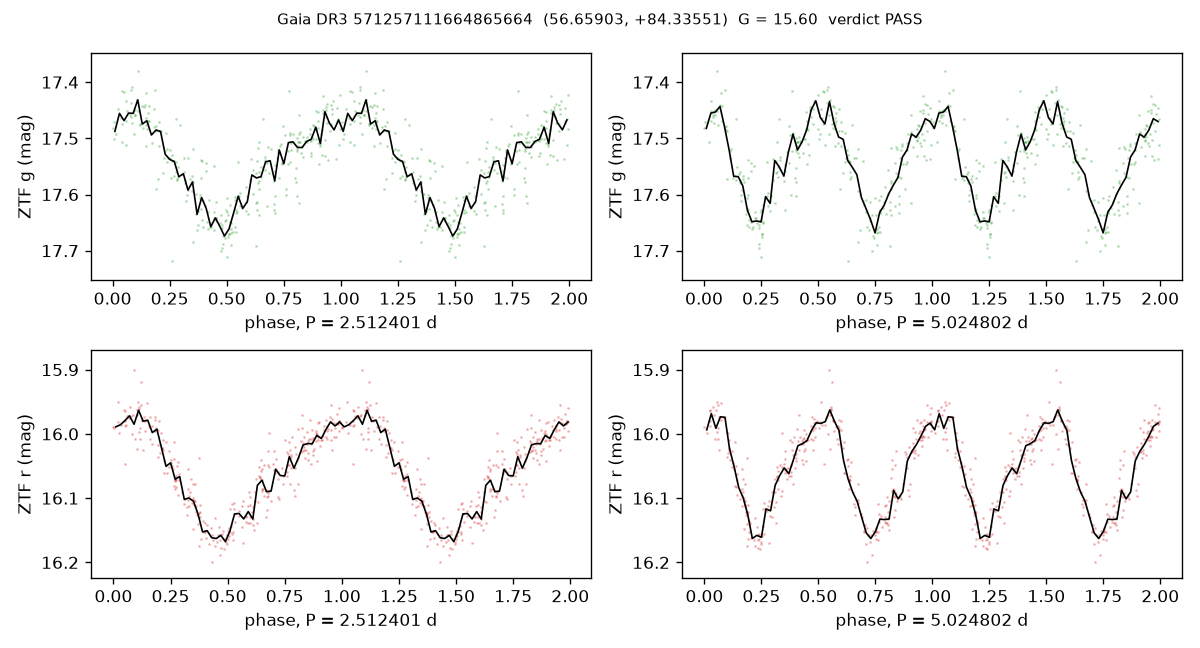 Gaia DR3 571257111664865664  (56.65903, +84.33551)  G = 15.60  verdict PASS
17.4
17.5
17.6
17.7
ZTF g (mag)
0.00 0.25 0.50 0.75 1.00 1.25 1.50 1.75 2.00
phase, P = 2.512401 d
17.4
17.5
17.6
17.7
ZTF g (mag)
0.00 0.25 0.50 0.75 1.00 1.25 1.50 1.75 2.00
phase, P = 5.024802 d
15.9
16.0
16.1
16.2
ZTF r (mag)
0.00 0.25 0.50 0.75 1.00 1.25 1.50 1.75 2.00
phase, P = 2.512401 d
15.9
16.0
16.1
16.2
ZTF r (mag)
0.00 0.25 0.50 0.75 1.00 1.25 1.50 1.75 2.00
phase, P = 5.024802 d